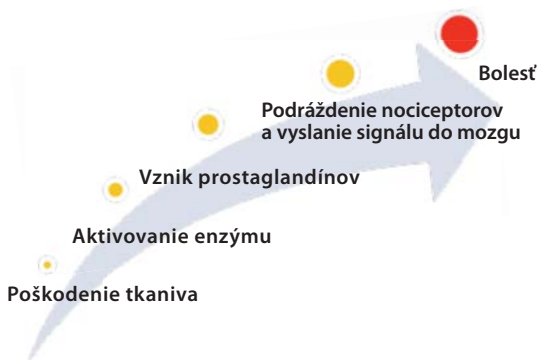 Bolesť
Podráždenie nociceptorov
a vyslanie signálu do mozgu
Vznik prostaglandínov
Aktivovanie enzýmu
Poškodenie tkaniva